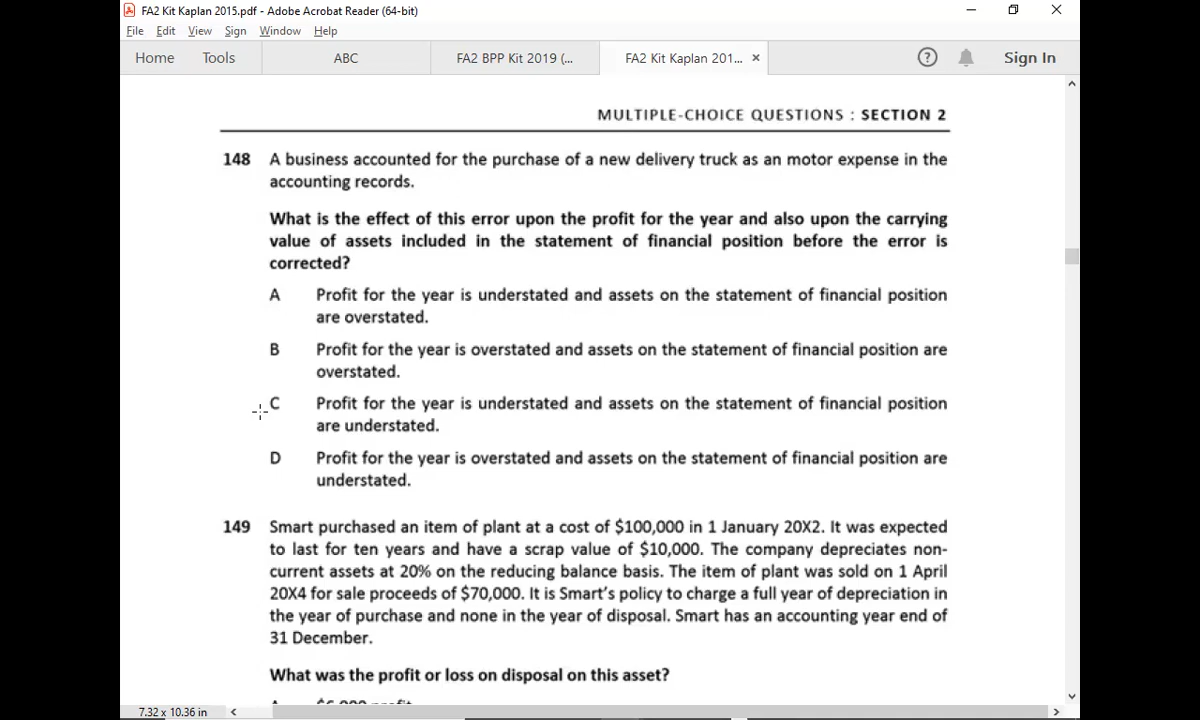 FA2 Kit Kaplan 2015.pdf - Adobe Acrobat Reader (64-bit)
File Edit View Sign Window Help
Home Tools ABC FA2 BPP Kit 2019 (... FA2 Kit Kaplan 201... × Sign In
MULTIPLE-CHOICE QUESTIONS : SECTION 2
148 A business accounted for the purchase of a new delivery truck as an motor expense in the
accounting records.
What is the effect of this error upon the profit for the year and also upon the carrying
value of assets included in the statement of financial position before the error is
corrected?
A Profit for the year is understated and assets on the statement of financial position
are overstated.
B Profit for the year is overstated and assets on the statement of financial position are
overstated.
C Profit for the year is understated and assets on the statement of financial position
are understated.
D Profit for the year is overstated and assets on the statement of financial position are
understated.
149 Smart purchased an item of plant at a cost of $100,000 in 1 January 20X2. It was expected
to last for ten years and have a scrap value of $10,000. The company depreciates non-
current assets at 20% on the reducing balance basis. The item of plant was sold on 1 April
20X4 for sale proceeds of $70,000. It is Smart's policy to charge a full year of depreciation in
the year of purchase and none in the year of disposal. Smart has an accounting year end of
31 December.
What was the profit or loss on disposal on this asset?
A $6,000 profit
7.32 x 10.36 in